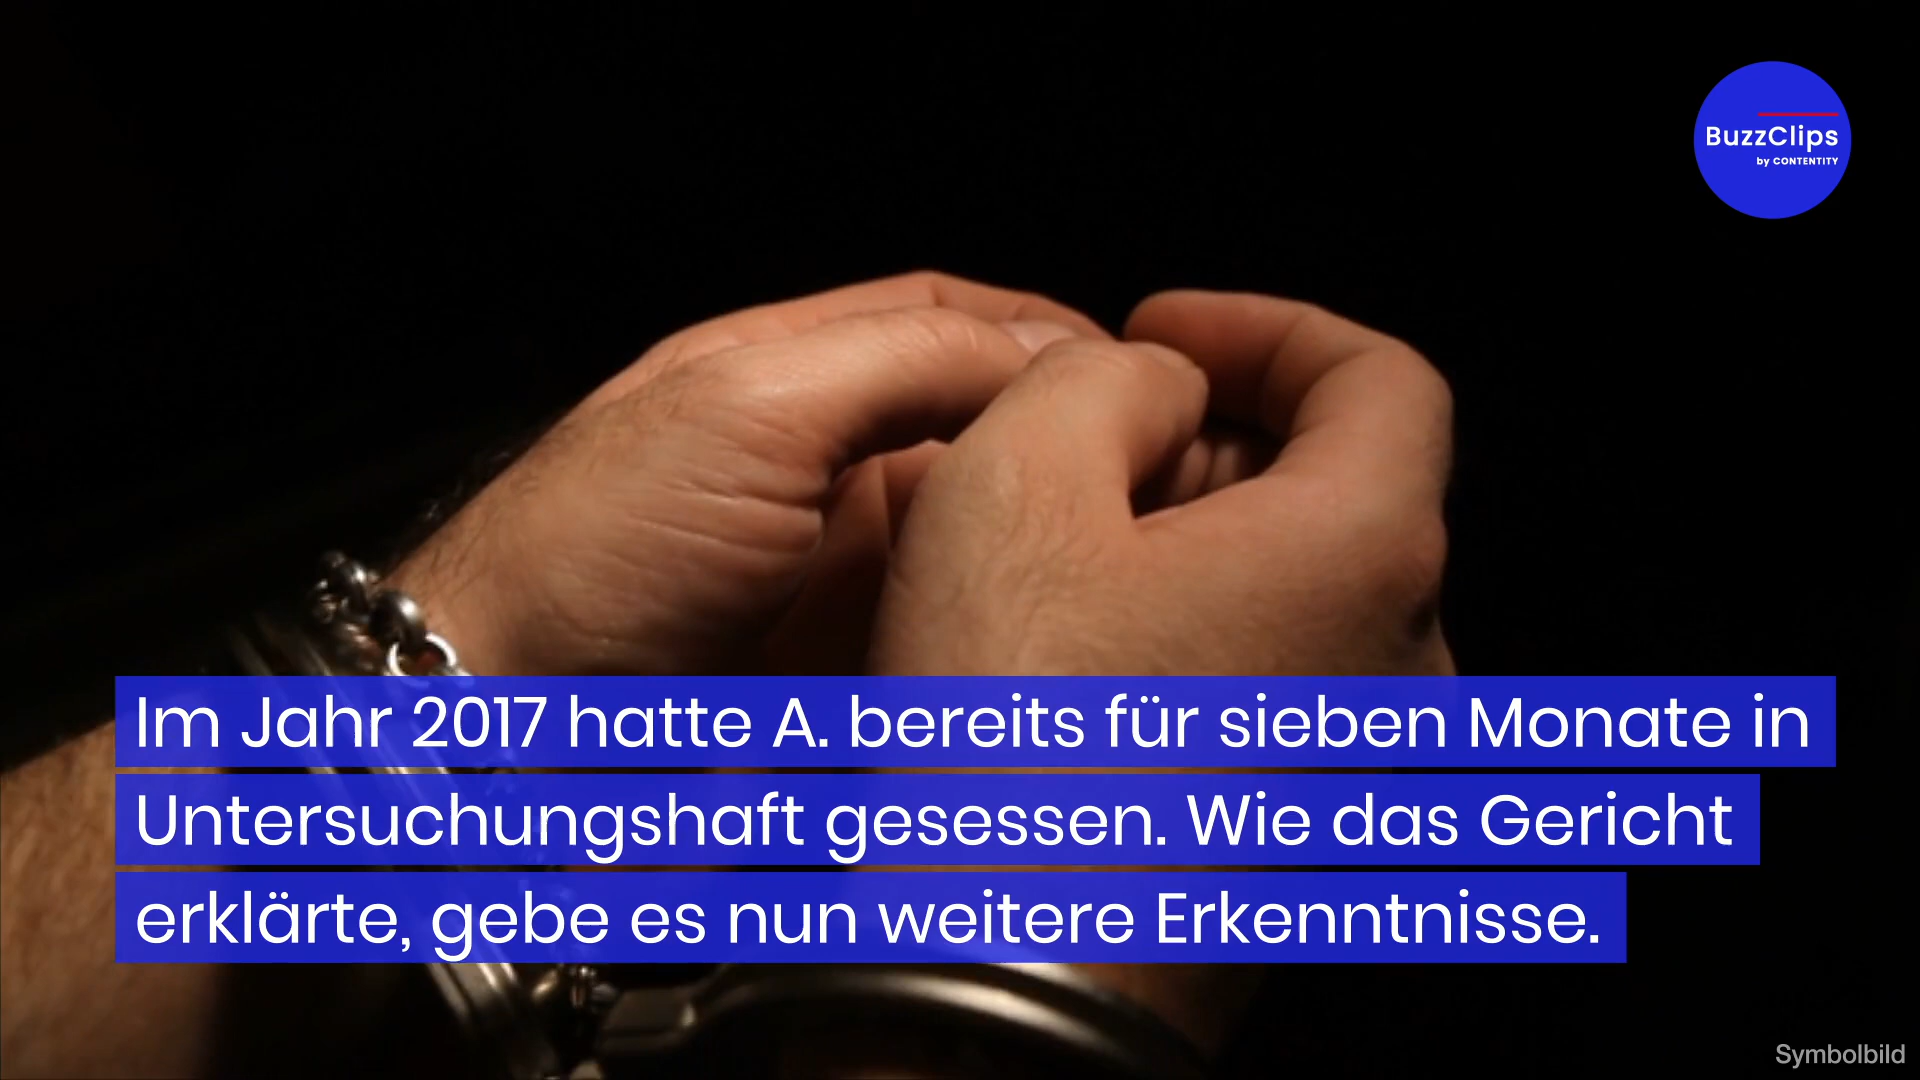 BuzzClips
by CONTENTITY
Im Jahr 2017 hatte A. bereits für sieben Monate in
Untersuchungshaft gesessen. Wie das Gericht
erklärte, gebe es nun weitere Erkenntnisse.
Symbolbild